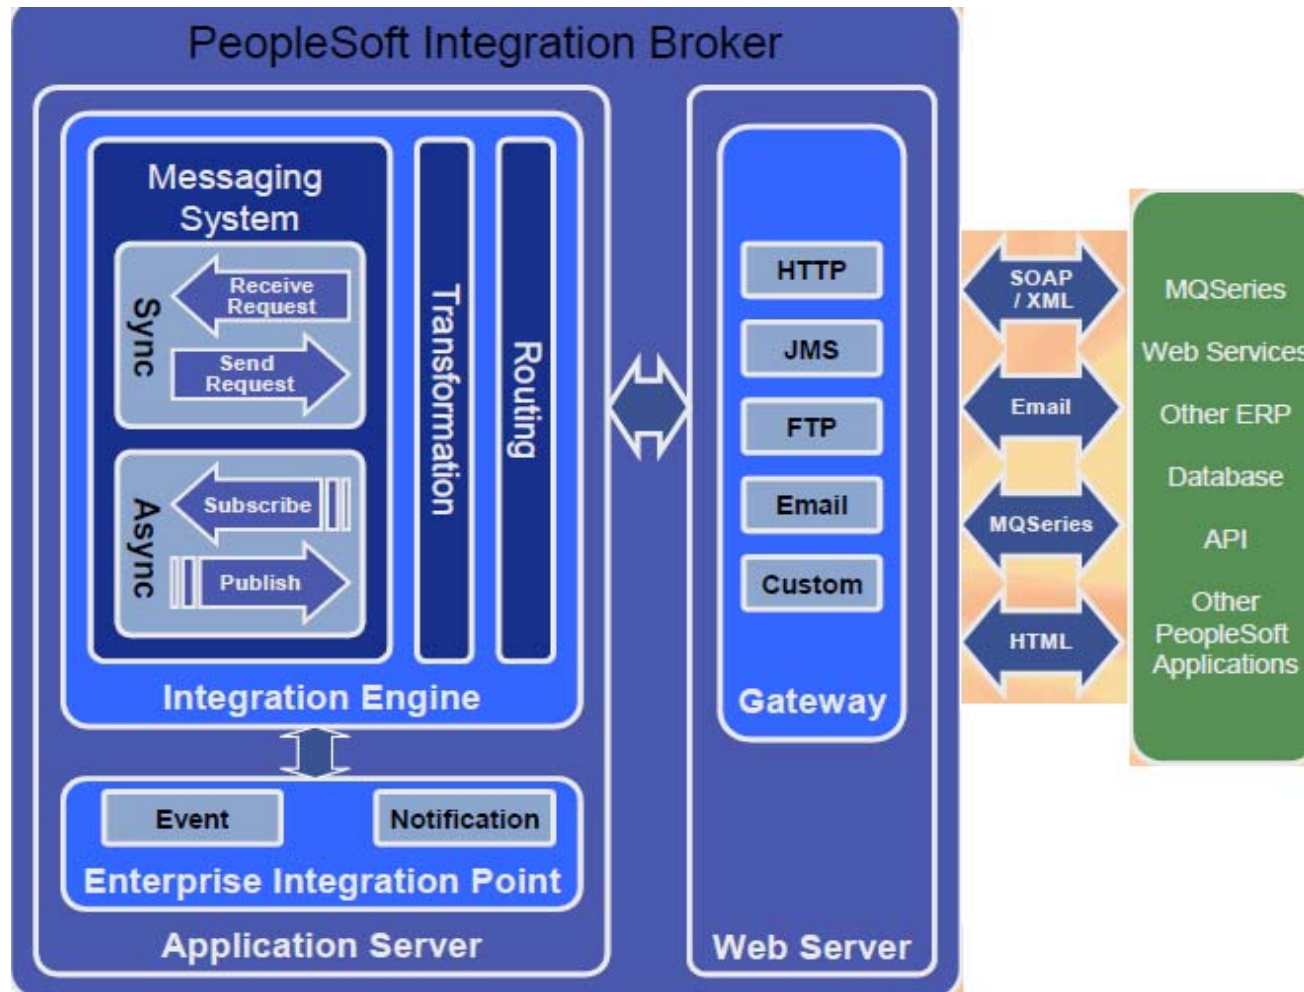 PeopleSoft Integration Broker
Messaging
System
Sync
Receive
Request
Send
Request
Async
Subscribe
Publish
Transformation
Routing
Integration Engine
Event
Notification
Enterprise Integration Point
Application Server
HTTP
JMS
FTP
Email
Custom
Gateway
Web Server
SOAP
/ XML
Email
MQSeries
HTML
MQSeries
Web Services
Other ERP
Database
API
Other
PeopleSoft
Applications